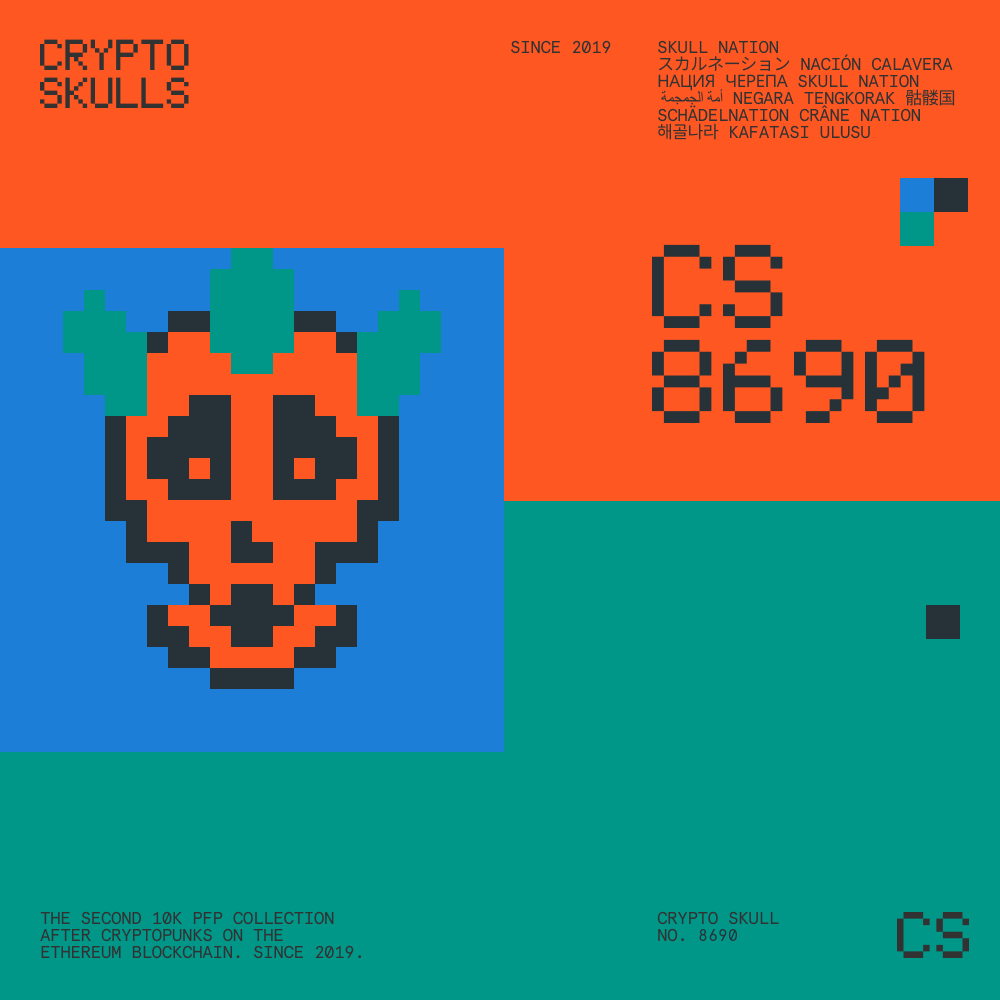 CRYPTO
SKULLS
SINCE 2019
SKULL NATION
スカルネーション NACIÓN CALAVERA
НАЦИЯ ЧЕРЕПА SKULL NATION
أمة الجمجمة NEGARA TENGKORAK 骷髅国
SCHÄDELNATION CRÂNE NATION
해골나라 KAFATASI ULUSU
CS
8690
THE SECOND 10K PFP COLLECTION
AFTER CRYPTOPUNKS ON THE
ETHEREUM BLOCKCHAIN. SINCE 2019.
CRYPTO SKULL
NO. 8690
CS